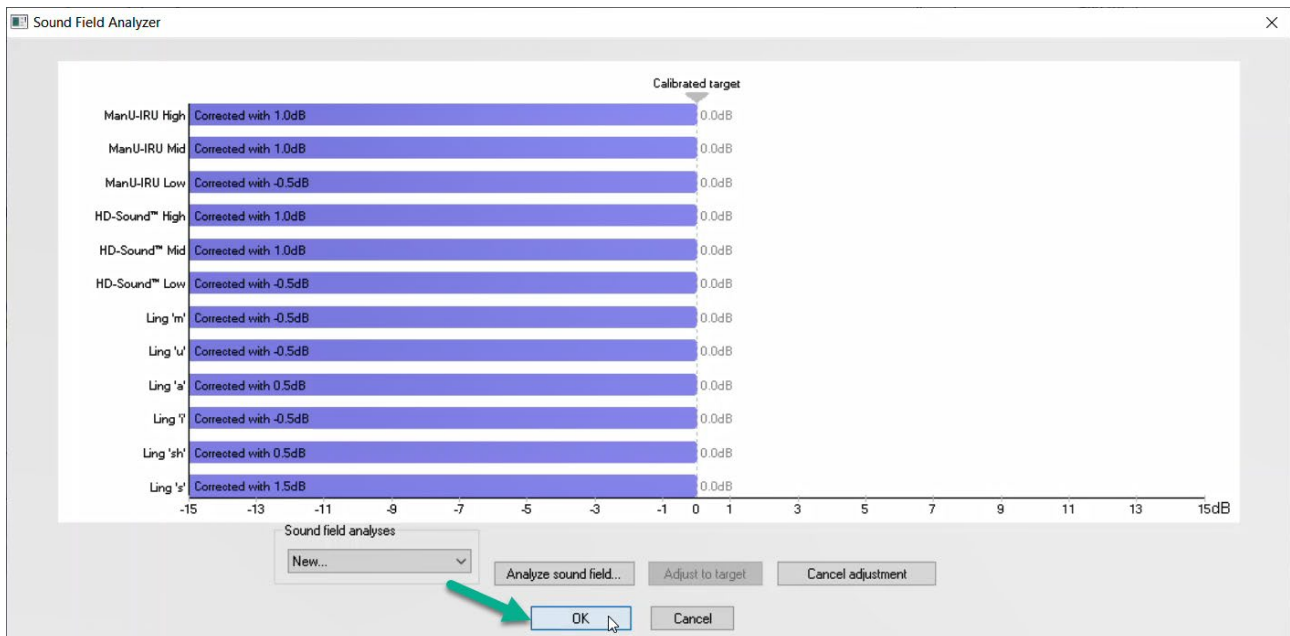 Sound Field Analyzer
Calibrated target
ManU-IRU High Corrected with 1.0dB 0.0dB
ManU-IRU Mid Corrected with 1.0dB 0.0dB
ManU-IRU Low Corrected with -0.5dB 0.0dB
HD-Sound™ High Corrected with 1.0dB 0.0dB
HD-Sound™ Mid Corrected with 1.0dB 0.0dB
HD-Sound™ Low Corrected with -0.5dB 0.0dB
Ling 'm' Corrected with -0.5dB 0.0dB
Ling 'u' Corrected with -0.5dB 0.0dB
Ling 'a' Corrected with 0.5dB 0.0dB
Ling 'i' Corrected with -0.5dB 0.0dB
Ling 'sh' Corrected with 0.5dB 0.0dB
Ling 's' Corrected with 1.5dB 0.0dB
-15 -13 -11 -9 -7 -5 -3 -1 0 1 3 5 7 9 11 13 15dB
Sound field analyses
New... Analyze sound field... Adjust to target Cancel adjustment
OK Cancel